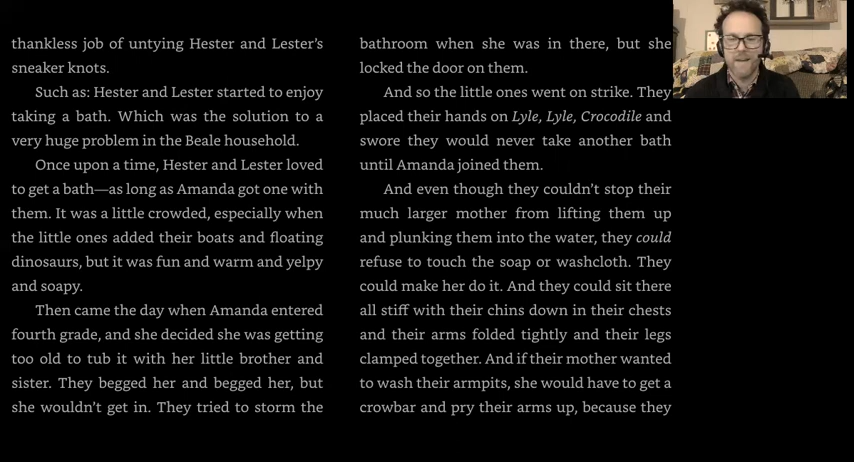 thankless job of untying Hester and Lester's
sneaker knots.
Such as: Hester and Lester started to enjoy
taking a bath. Which was the solution to a
very huge problem in the Beale household.
Once upon a time, Hester and Lester loved
to get a bath—as long as Amanda got one with
them. It was a little crowded, especially when
the little ones added their boats and floating
dinosaurs, but it was fun and warm and yelpy
and soapy.
Then came the day when Amanda entered
fourth grade, and she decided she was getting
too old to tub it with her little brother and
sister. They begged her and begged her, but
she wouldn't get in. They tried to storm the
bathroom when she was in there, but she
locked the door on them.
And so the little ones went on strike. They
placed their hands on Lyle, Lyle, Crocodile and
swore they would never take another bath
until Amanda joined them.
And even though they couldn't stop their
much larger mother from lifting them up
and plunking them into the water, they could
refuse to touch the soap or washcloth. They
could make her do it. And they could sit there
all stiff with their chins down in their chests
and their arms folded tightly and their legs
clamped together. And if their mother wanted
to wash their armpits, she would have to get a
crowbar and pry their arms up, because they